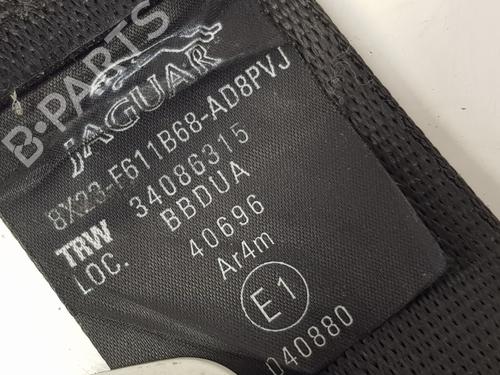 B-PARTS
JAGUAR
8X23-F611B68-AD8PVJ
TRW 34086315
LOC. BBDUA
40696
Ar4m
E1
040880